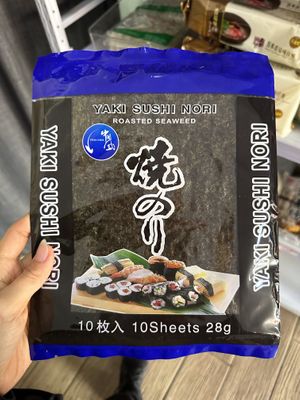 YAKI SUSHI NORI
ROASTED SEAWEED
YAKI SUSHI NORI
YAKI SUSHI NORI
焼のり
10枚入 10Sheets 28g